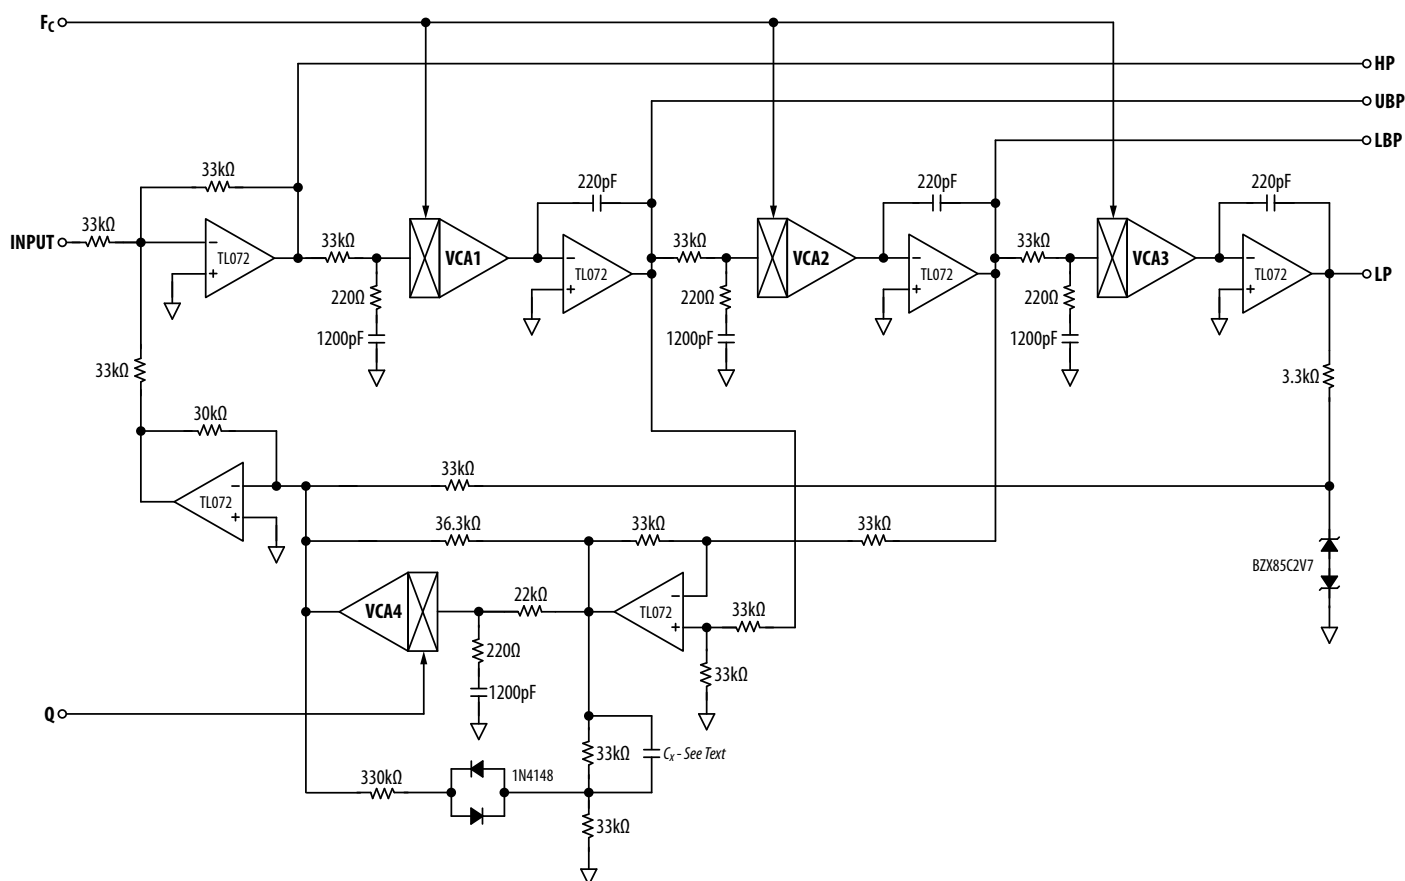 FC
HP
UBP
LBP
33kΩ
220pF
220pF
220pF
33kΩ
INPUT
TL072
33kΩ
VCA1
TL072
33kΩ
VCA2
TL072
33kΩ
VCA3
TL072
LP
220Ω
220Ω
220Ω
1200pF
1200pF
1200pF
33kΩ
3.3kΩ
30kΩ
33kΩ
TL072
36.3kΩ
33kΩ
33kΩ
BZX85C2V7
VCA4
22kΩ
TL072
33kΩ
220Ω
33kΩ
1200pF
Q
33kΩ
Cx - See Text
330kΩ
1N4148
33kΩ